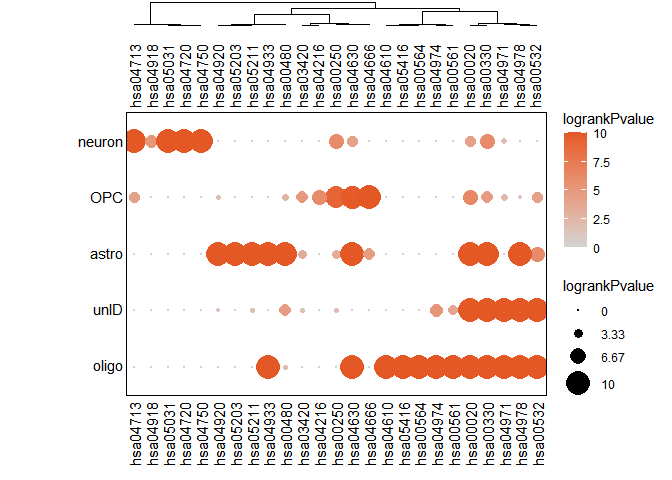 hsa04713
hsa04918
hsa05031
hsa04720
hsa04750
hsa04920
hsa05203
hsa05211
hsa04933
hsa00480
hsa03420
hsa04216
hsa00250
hsa04630
hsa04666
hsa04610
hsa05416
hsa00564
hsa04974
hsa00561
hsa00020
hsa00330
hsa04971
hsa04978
hsa00532
neuron
OPC
astro
unID
oligo
hsa04713
hsa04918
hsa05031
hsa04720
hsa04750
hsa04920
hsa05203
hsa05211
hsa04933
hsa00480
hsa03420
hsa04216
hsa00250
hsa04630
hsa04666
hsa04610
hsa05416
hsa00564
hsa04974
hsa00561
hsa00020
hsa00330
hsa04971
hsa04978
hsa00532
logrankPvalue
10
7.5
5
2.5
0
logrankPvalue
0
3.33
6.67
10